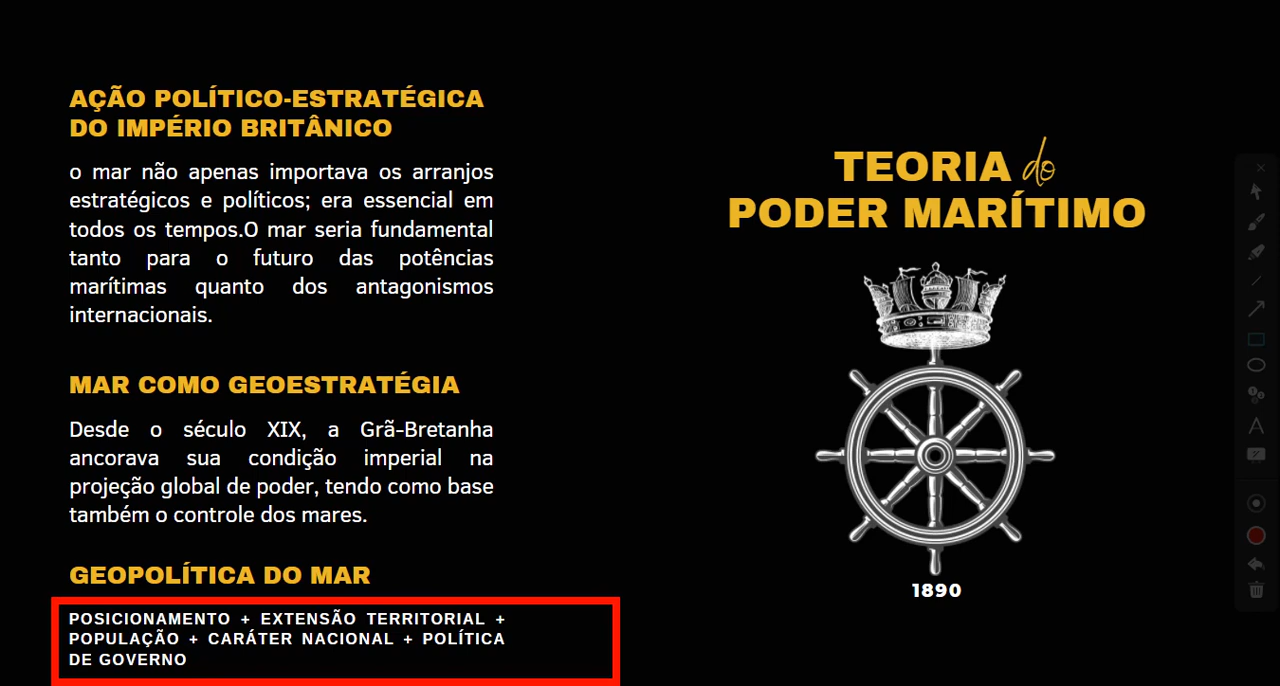 AÇÃO POLÍTICO-ESTRATÉGICA
DO IMPÉRIO BRITÂNICO
o mar não apenas importava os arranjos
estratégicos e políticos; era essencial em
todos os tempos.O mar seria fundamental
tanto para o futuro das potências
marítimas quanto dos antagonismos
internacionais.
MAR COMO GEOESTRATÉGIA
Desde o século XIX, a Grã-Bretanha
ancorava sua condição imperial na
projeção global de poder, tendo como base
também o controle dos mares.
GEOPOLÍTICA DO MAR
POSICIONAMENTO + EXTENSÃO TERRITORIAL +
POPULAÇÃO + CARÁTER NACIONAL + POLÍTICA
DE GOVERNO
TEORIA do
PODER MARÍTIMO
1890